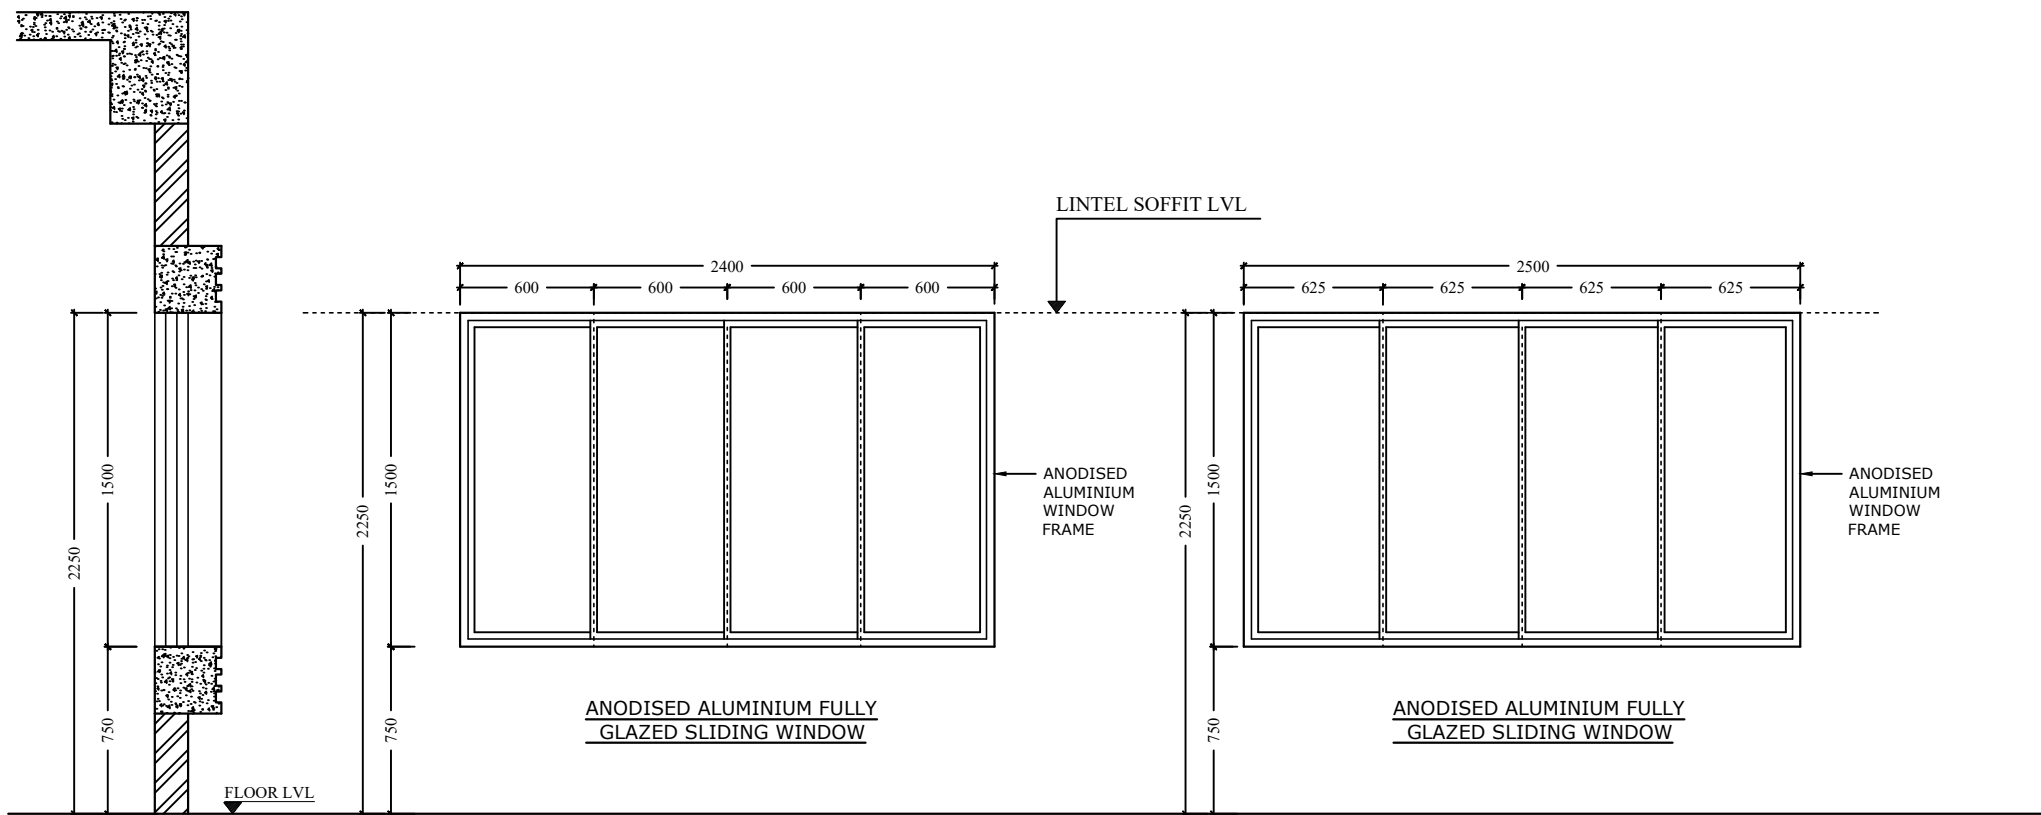 LINTEL SOFFIT LVL
2400
2500
600 600 600 600
625 625 625 625
1500
2250
750
2250
1500
750
2250
1500
750
ANODISED
ALUMINIUM
WINDOW
FRAME
ANODISED
ALUMINIUM
WINDOW
FRAME
ANODISED ALUMINIUM FULLY
GLAZED SLIDING WINDOW
ANODISED ALUMINIUM FULLY
GLAZED SLIDING WINDOW
FLOOR LVL